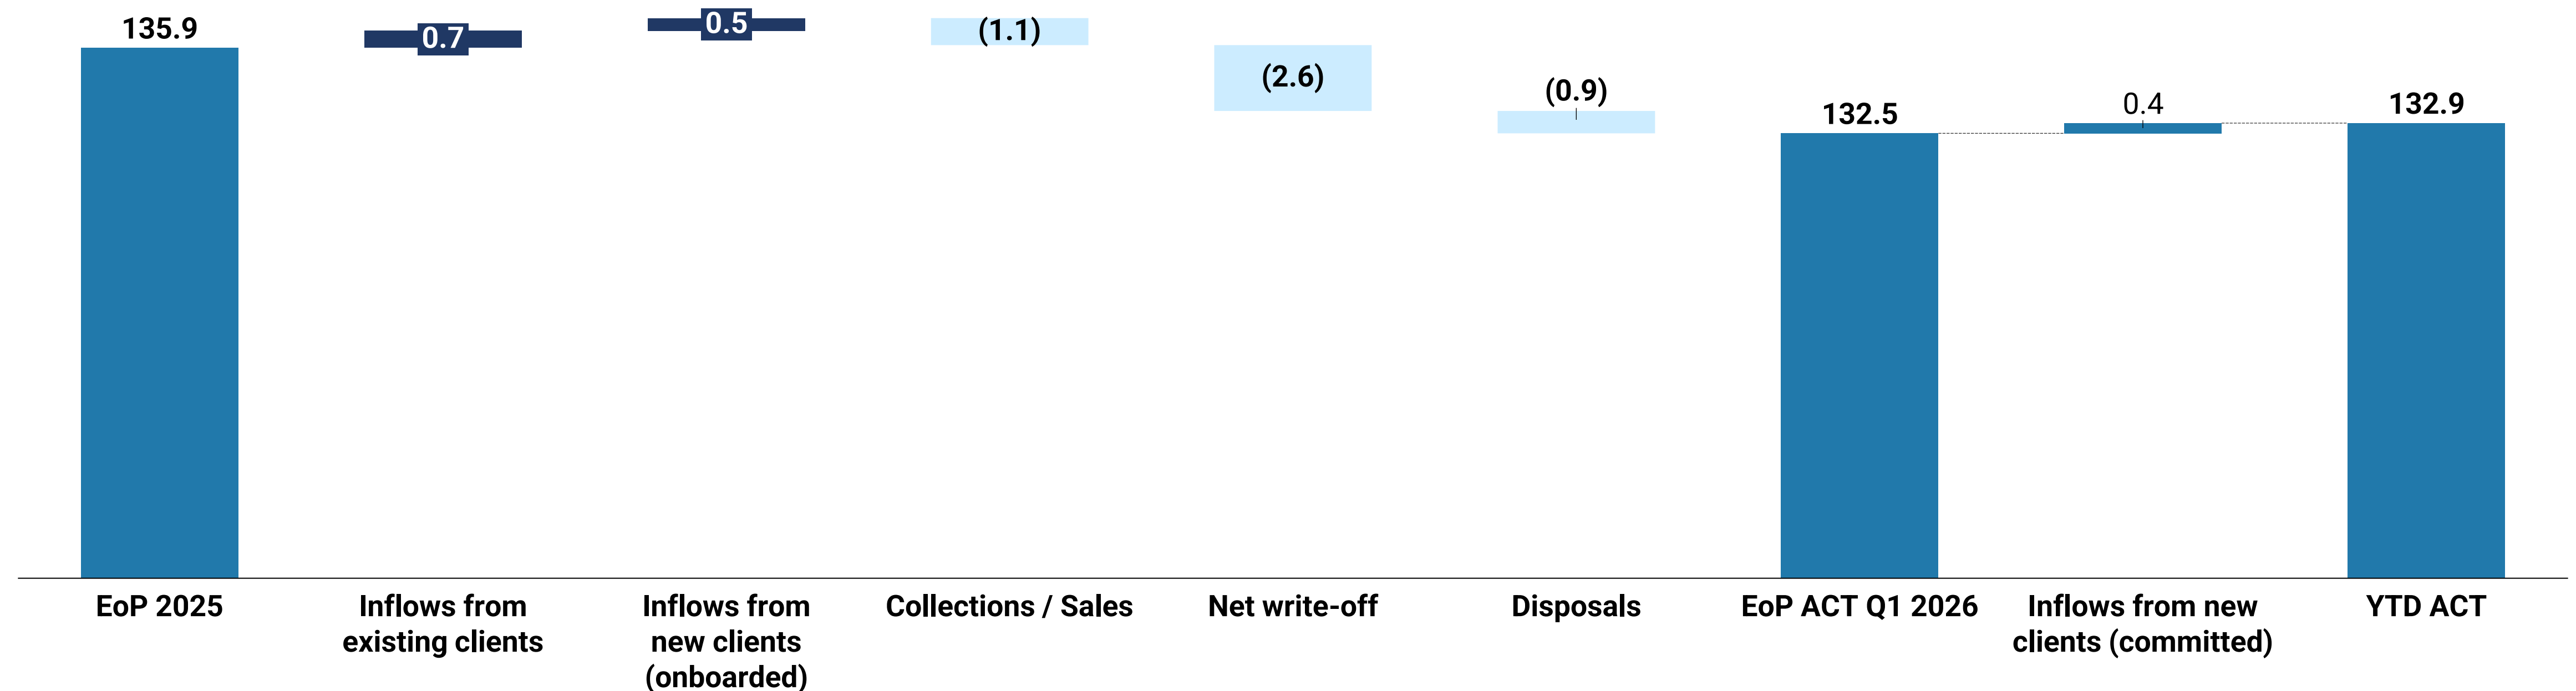 135.9
0.7
0.5
(1.1)
(2.6)
(0.9)
132.5
0.4
132.9
EoP 2025
Inflows from
existing clients
Inflows from
new clients
(onboarded)
Collections / Sales
Net write-off
Disposals
EoP ACT Q1 2026
Inflows from new
clients (committed)
YTD ACT